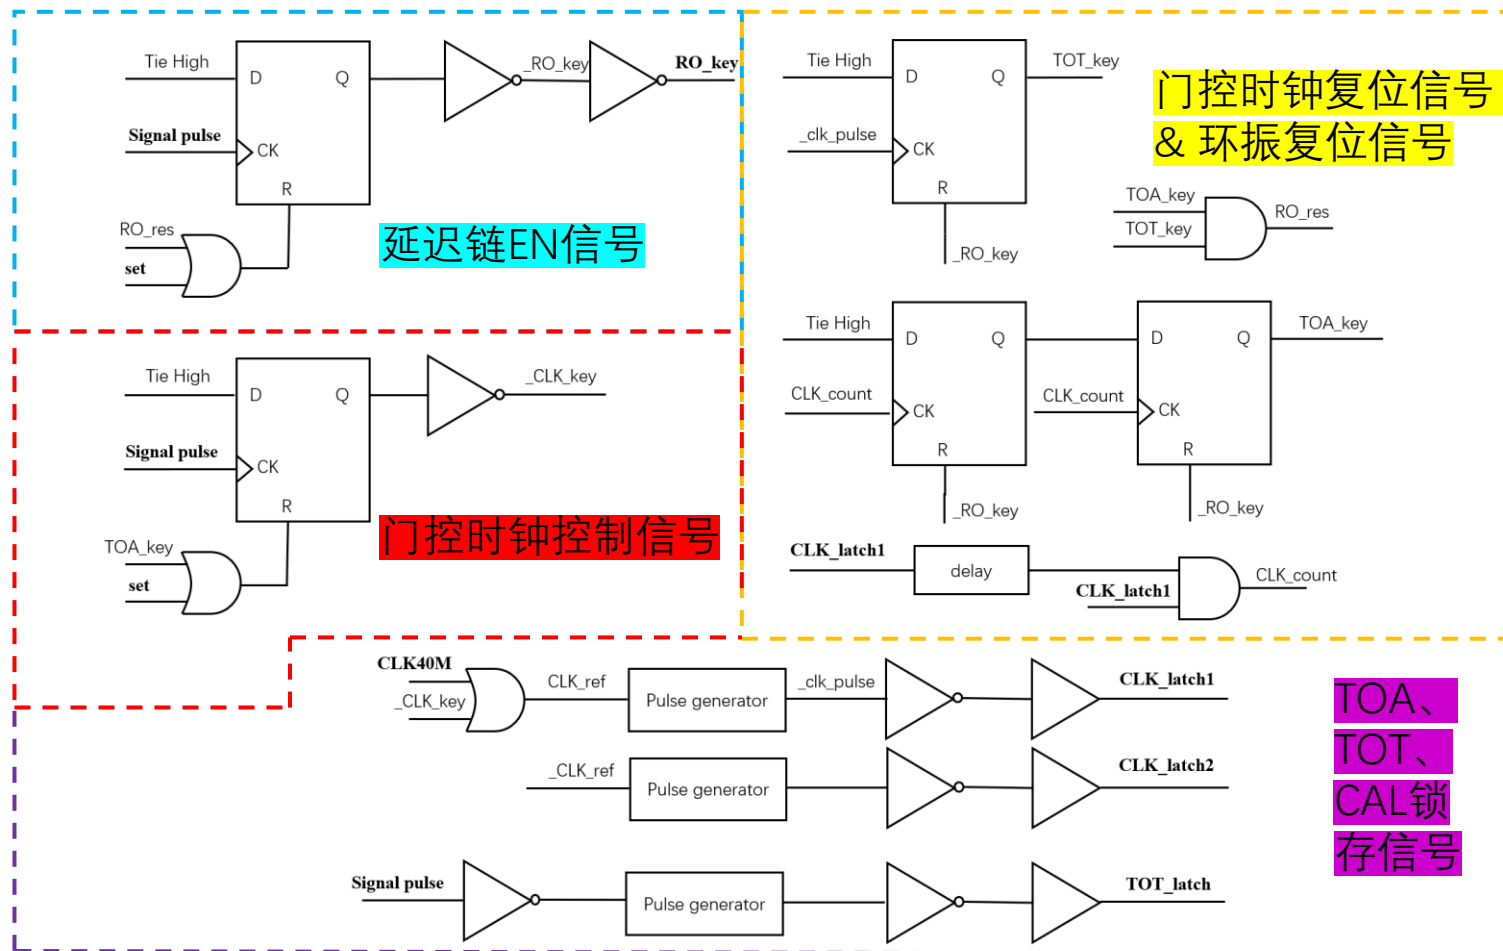 Tie High
D
Q
_RO_key
RO_key
Signal pulse
CK
R
RO_res
set
延迟链EN信号
Tie High
D
Q
_CLK_key
Signal pulse
CK
R
TOA_key
set
门控时钟控制信号
Tie High
D
Q
TOT_key
_clk_pulse
CK
R
_RO_key
门控时钟复位信号
& 环振复位信号
TOA_key
TOT_key
RO_res
Tie High
D
Q
D
Q
TOA_key
CLK_count
CK
CLK_count
CK
R
R
_RO_key
_RO_key
CLK_latch1
delay
CLK_latch1
CLK_count
CLK40M
_CLK_key
CLK_ref
Pulse generator
_clk_pulse
CLK_latch1
_CLK_ref
Pulse generator
CLK_latch2
Signal pulse
Pulse generator
TOT_latch
TOA、
TOT、
CAL锁
存信号